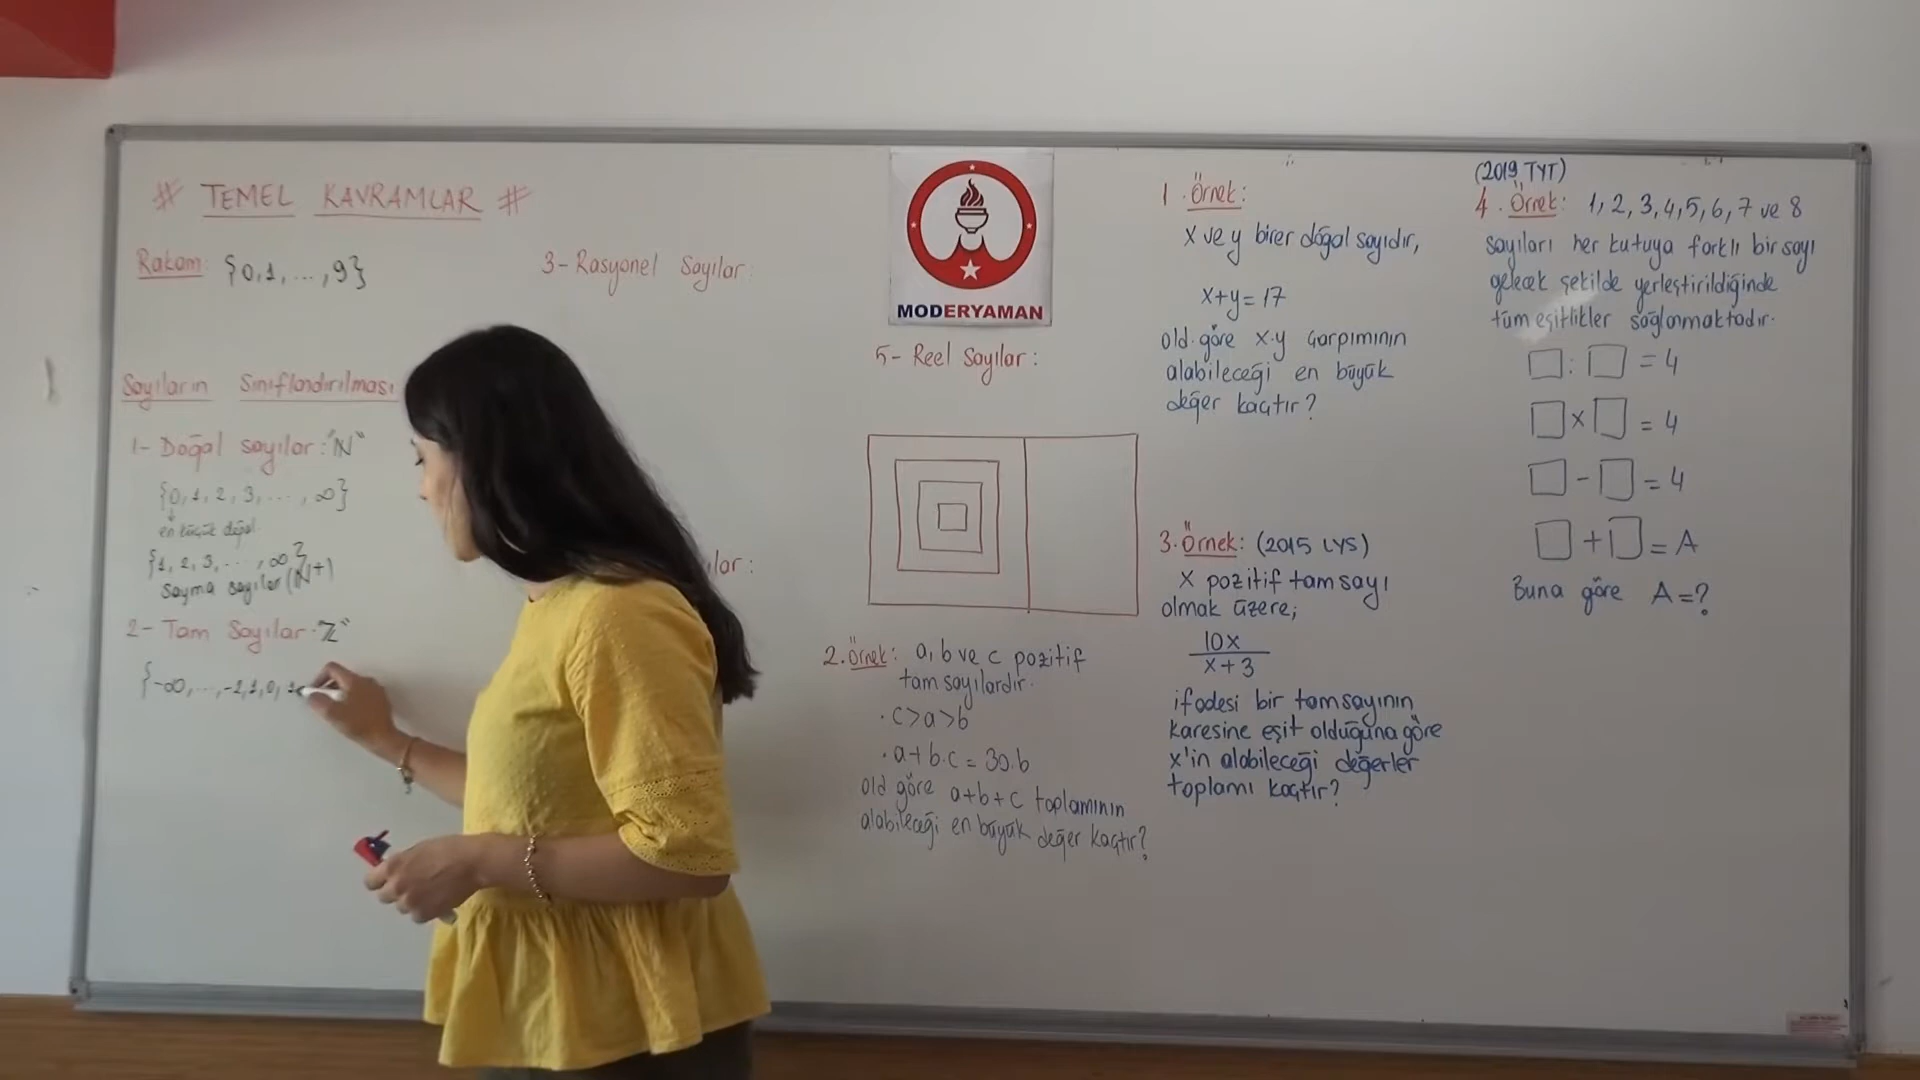 # TEMEL KAVRAMLAR #
Rakam: {0,1,...,9}
Sayıların Sınıflandırılması
1- Doğal sayılar: "N"
{0,1,2,3,...,∞}
en küçük doğal
{1,2,3,...,∞}
Sayma sayılar (N+)
2- Tam Sayılar "Z"
{-∞,...,-2,1,0,1
3- Rasyonel Sayılar:
lar:
MODERYAMAN
5- Reel Sayılar:
2.Örnek: a,b ve c pozitif
tam sayılardır.
· c>a>b
· a+b.c = 30.b
old göre a+b+c toplamının
alabileceği en büyük değer kaçtır?
1.Örnek:
x ve y birer doğal sayıdır,
x+y=17
old. göre x.y çarpımının
alabileceği en büyük
değer kaçtır?
3.Örnek: (2015 LYS)
x pozitif tam sayı
olmak üzere;
10x
x+3
ifadesi bir tam sayının
karesine eşit olduğuna göre
x'in alabileceği değerler
toplamı kaçtır?
(2019 TYT)
4. Örnek: 1,2,3,4,5,6,7 ve 8
sayıları her kutuya farklı bir sayı
gelecek şekilde yerleştirildiğinde
tüm eşitlikler sağlanmaktadır.
□ : □ = 4
□ x □ = 4
□ - □ = 4
□ + □ = A
Buna göre A=?